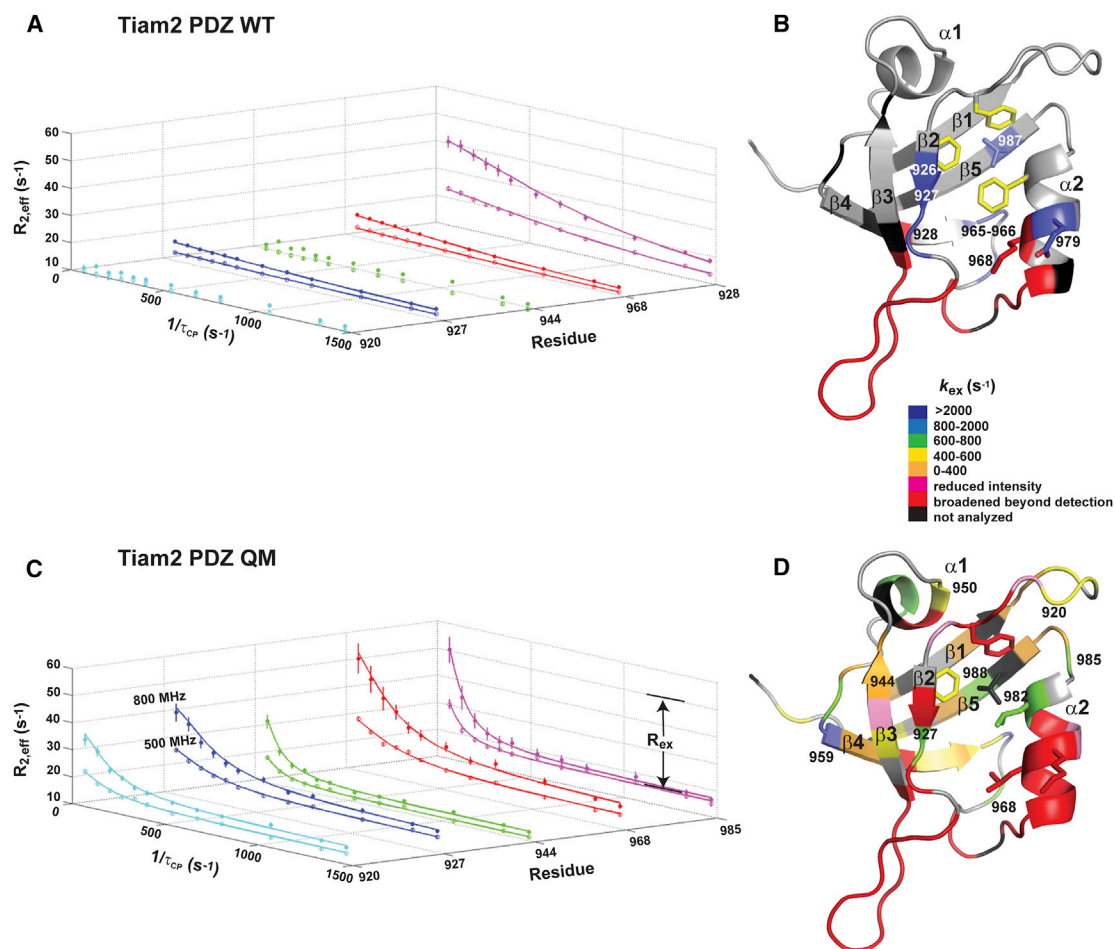 A
Tiam2 PDZ WT
60
50
40
30
20
10
0
R2,eff (s-1)
500
1000
1500
1/τCP (s-1)
920
927
944
968
928
Residue
B
α1
β1
β2
987
926-
927
β5
α2
β3
β4
928
965-966
968
979
kex (s-1)
>2000
800-2000
600-800
400-600
0-400
reduced intensity
broadened beyond detection
not analyzed
C
Tiam2 PDZ QM
60
50
40
30
20
10
0
R2,eff (s-1)
800 MHz
500 MHz
Rex
500
1000
1500
1/τCP (s-1)
920
927
944
968
985
Residue
D
α1
950
920
β1
985
944
β2
988
982
β5
α2
β3
927
β4
959
968